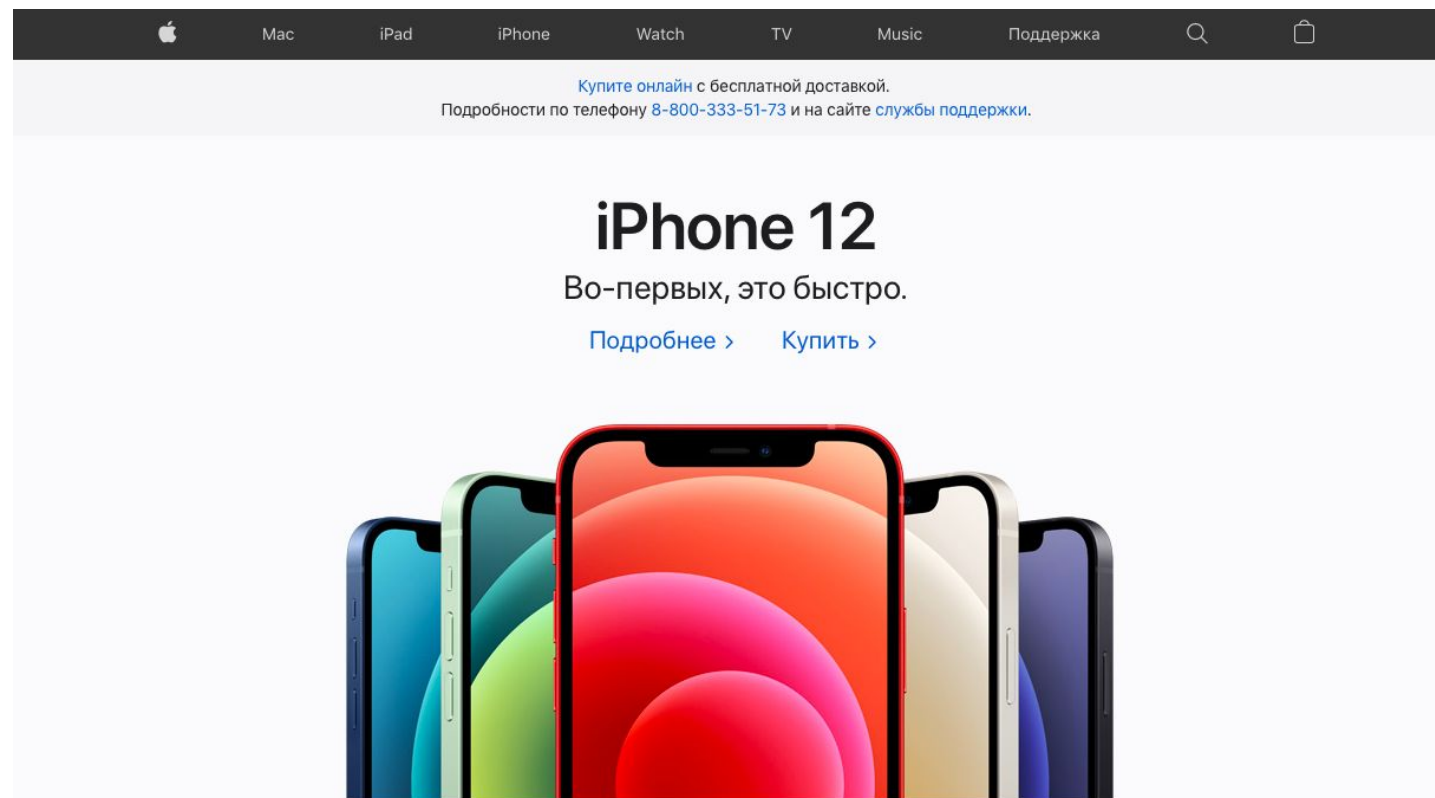 Mac iPad iPhone Watch TV Music Поддержка
Купите онлайн с бесплатной доставкой.
Подробности по телефону 8-800-333-51-73 и на сайте службы поддержки.
iPhone 12
Во-первых, это быстро.
Подробнее > Купить >